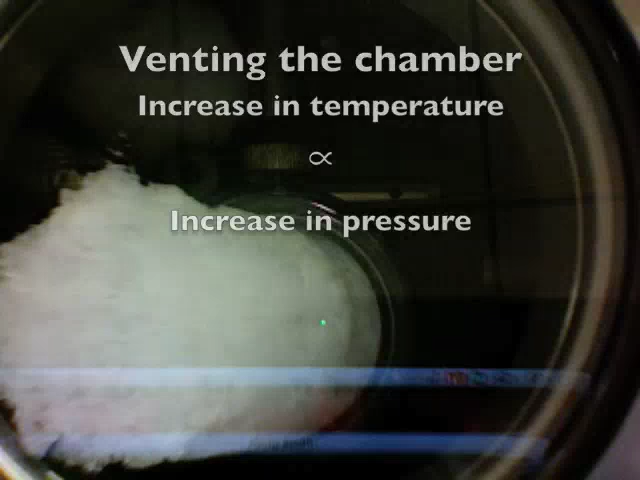 Venting the chamber
Increase in temperature
∝
Increase in pressure